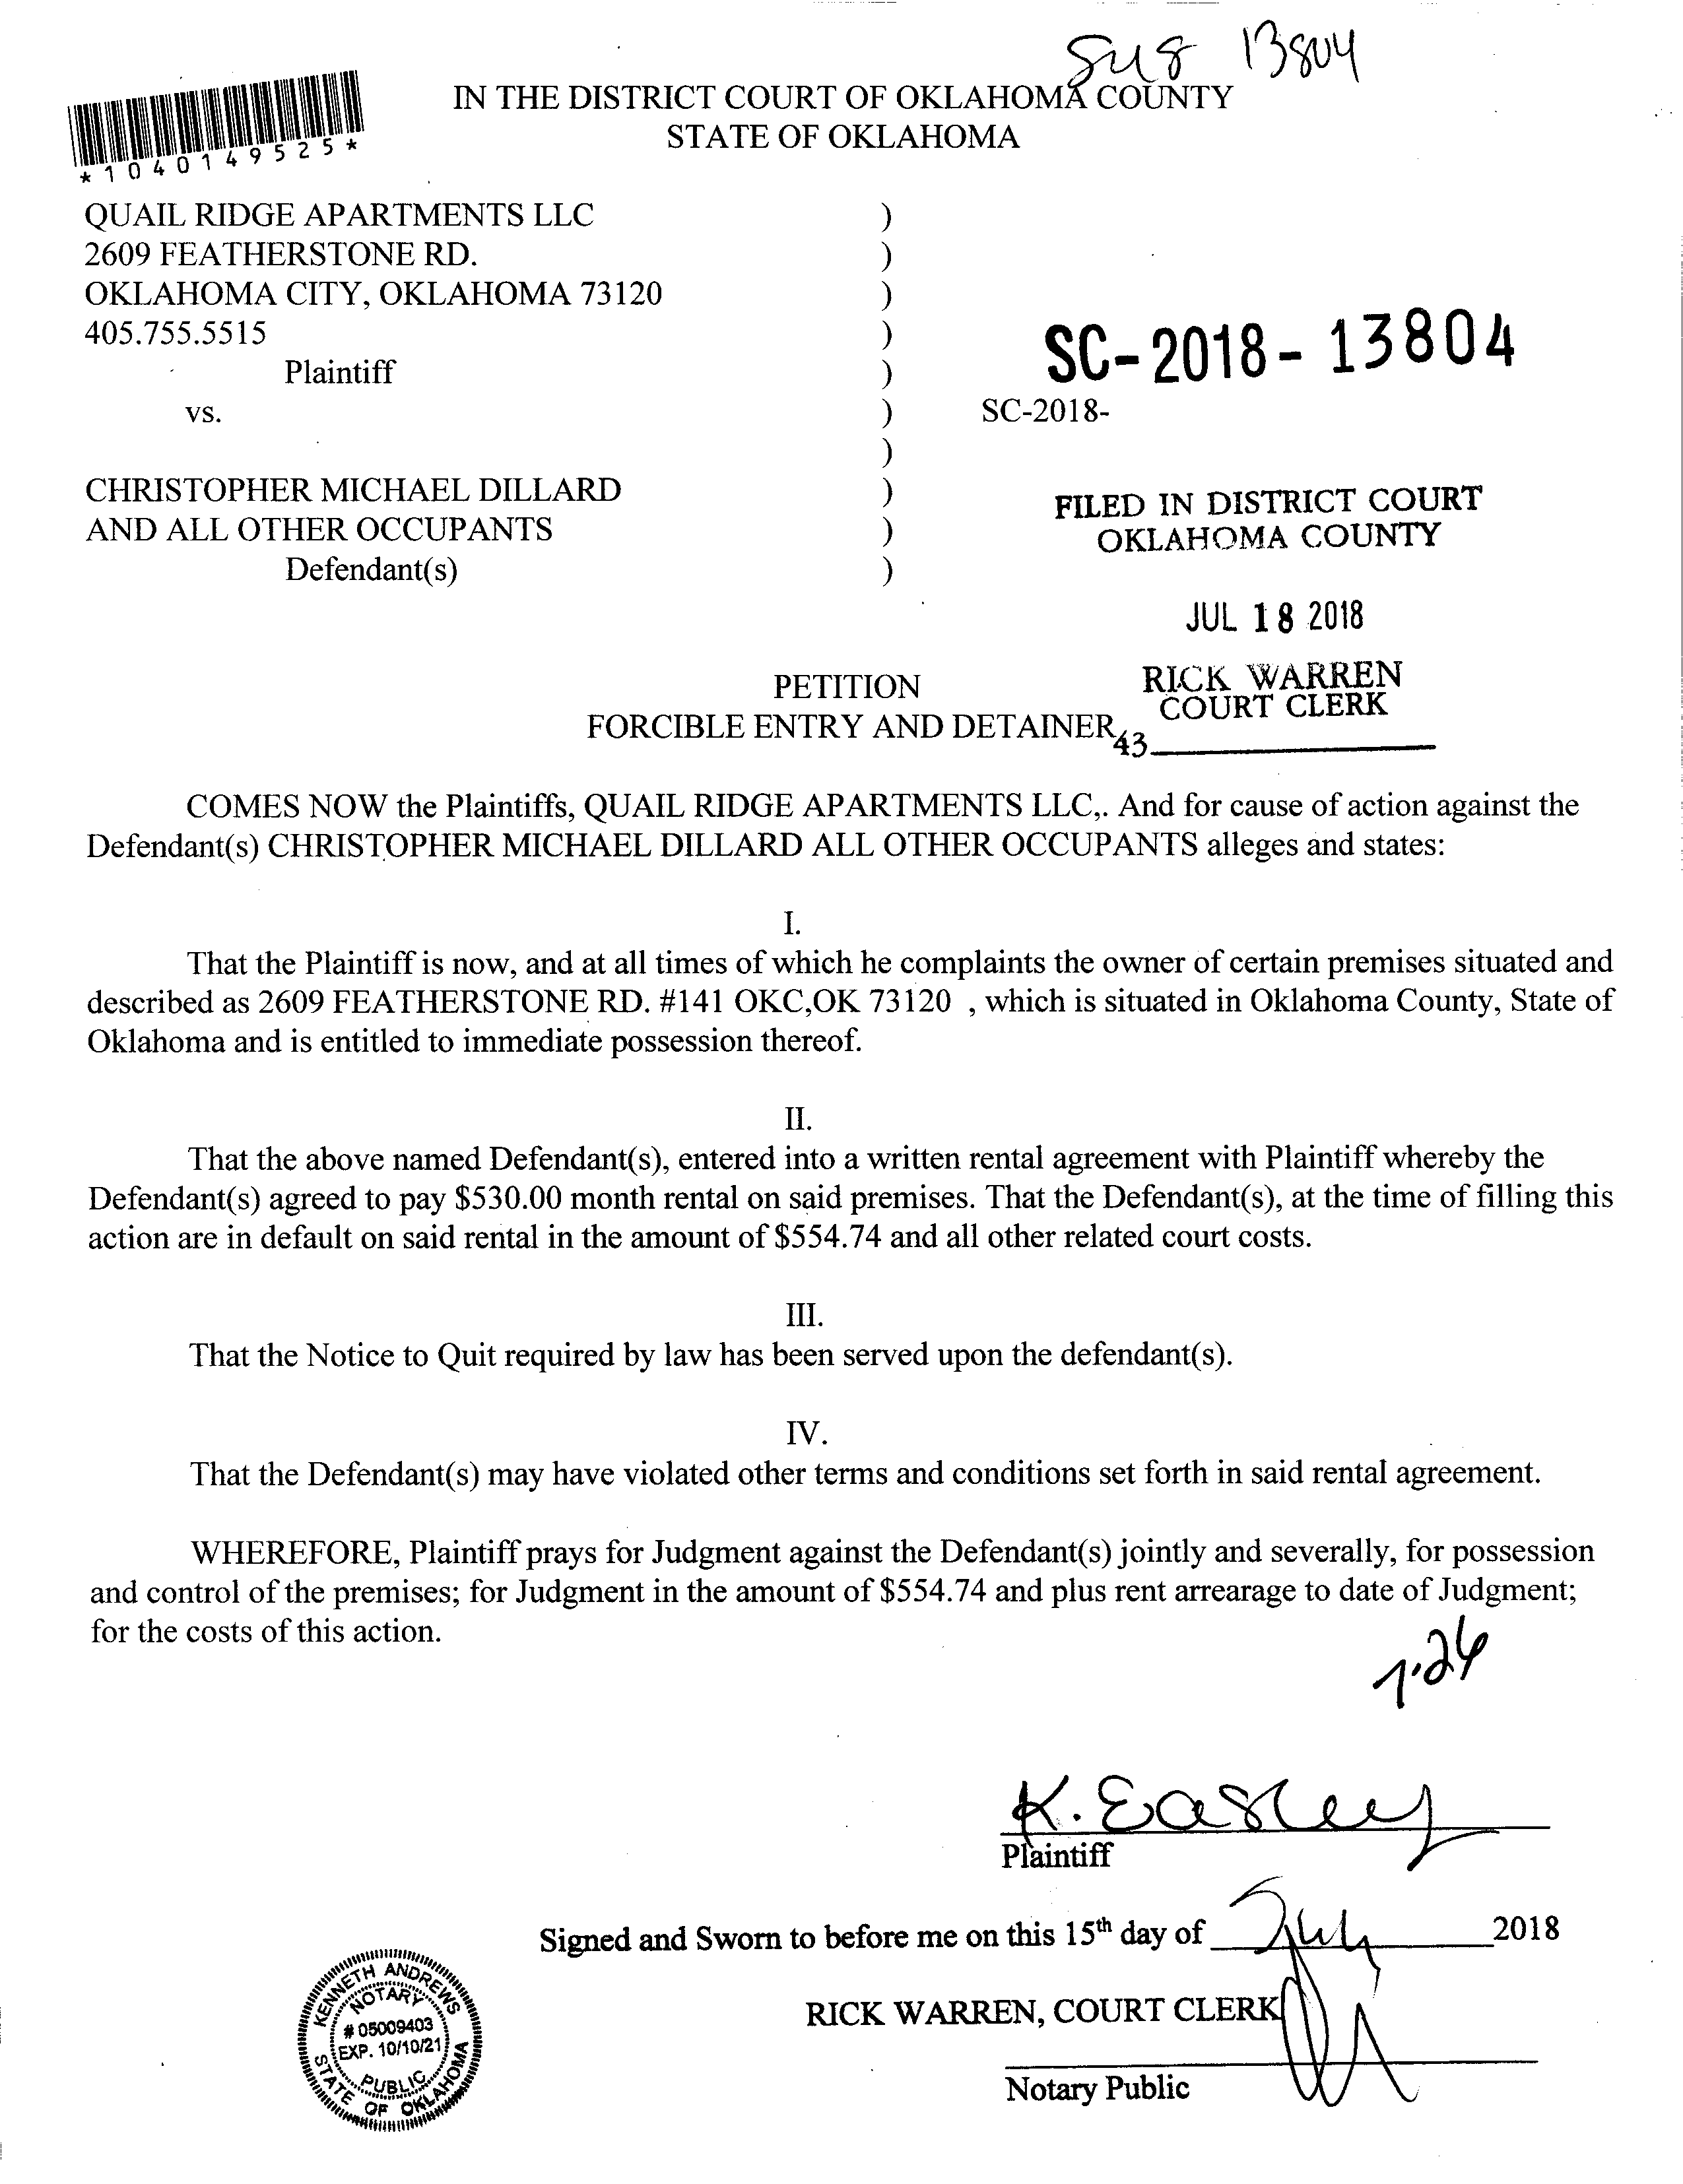 SU8 13804
IN THE DISTRICT COURT OF OKLAHOMA COUNTY
STATE OF OKLAHOMA
*1040149525*
QUAIL RIDGE APARTMENTS LLC )
2609 FEATHERSTONE RD. )
OKLAHOMA CITY, OKLAHOMA 73120 )
405.755.5515 )
SC-2018-13804
Plaintiff )
vs. ) SC-2018-
)
CHRISTOPHER MICHAEL DILLARD )
AND ALL OTHER OCCUPANTS )
Defendant(s) )
FILED IN DISTRICT COURT
OKLAHOMA COUNTY
JUL 18 2018
RICK WARREN
COURT CLERK
43
PETITION
FORCIBLE ENTRY AND DETAINER
COMES NOW the Plaintiffs, QUAIL RIDGE APARTMENTS LLC,. And for cause of action against the
Defendant(s) CHRISTOPHER MICHAEL DILLARD ALL OTHER OCCUPANTS alleges and states:
I.
That the Plaintiff is now, and at all times of which he complaints the owner of certain premises situated and
described as 2609 FEATHERSTONE RD. #141 OKC,OK 73120 , which is situated in Oklahoma County, State of
Oklahoma and is entitled to immediate possession thereof.
II.
That the above named Defendant(s), entered into a written rental agreement with Plaintiff whereby the
Defendant(s) agreed to pay $530.00 month rental on said premises. That the Defendant(s), at the time of filling this
action are in default on said rental in the amount of $554.74 and all other related court costs.
III.
That the Notice to Quit required by law has been served upon the defendant(s).
IV.
That the Defendant(s) may have violated other terms and conditions set forth in said rental agreement.
WHEREFORE, Plaintiff prays for Judgment against the Defendant(s) jointly and severally, for possession
and control of the premises; for Judgment in the amount of $554.74 and plus rent arrearage to date of Judgment;
for the costs of this action.
7.26
K. Easley
Plaintiff
Signed and Sworn to before me on this 15th day of July 2018
RICK WARREN, COURT CLERK
Notary Public
KENNETH ANDREWS
NOTARY
# 05009403
EXP. 10/10/21
PUBLIC
STATE OF OKLAHOMA